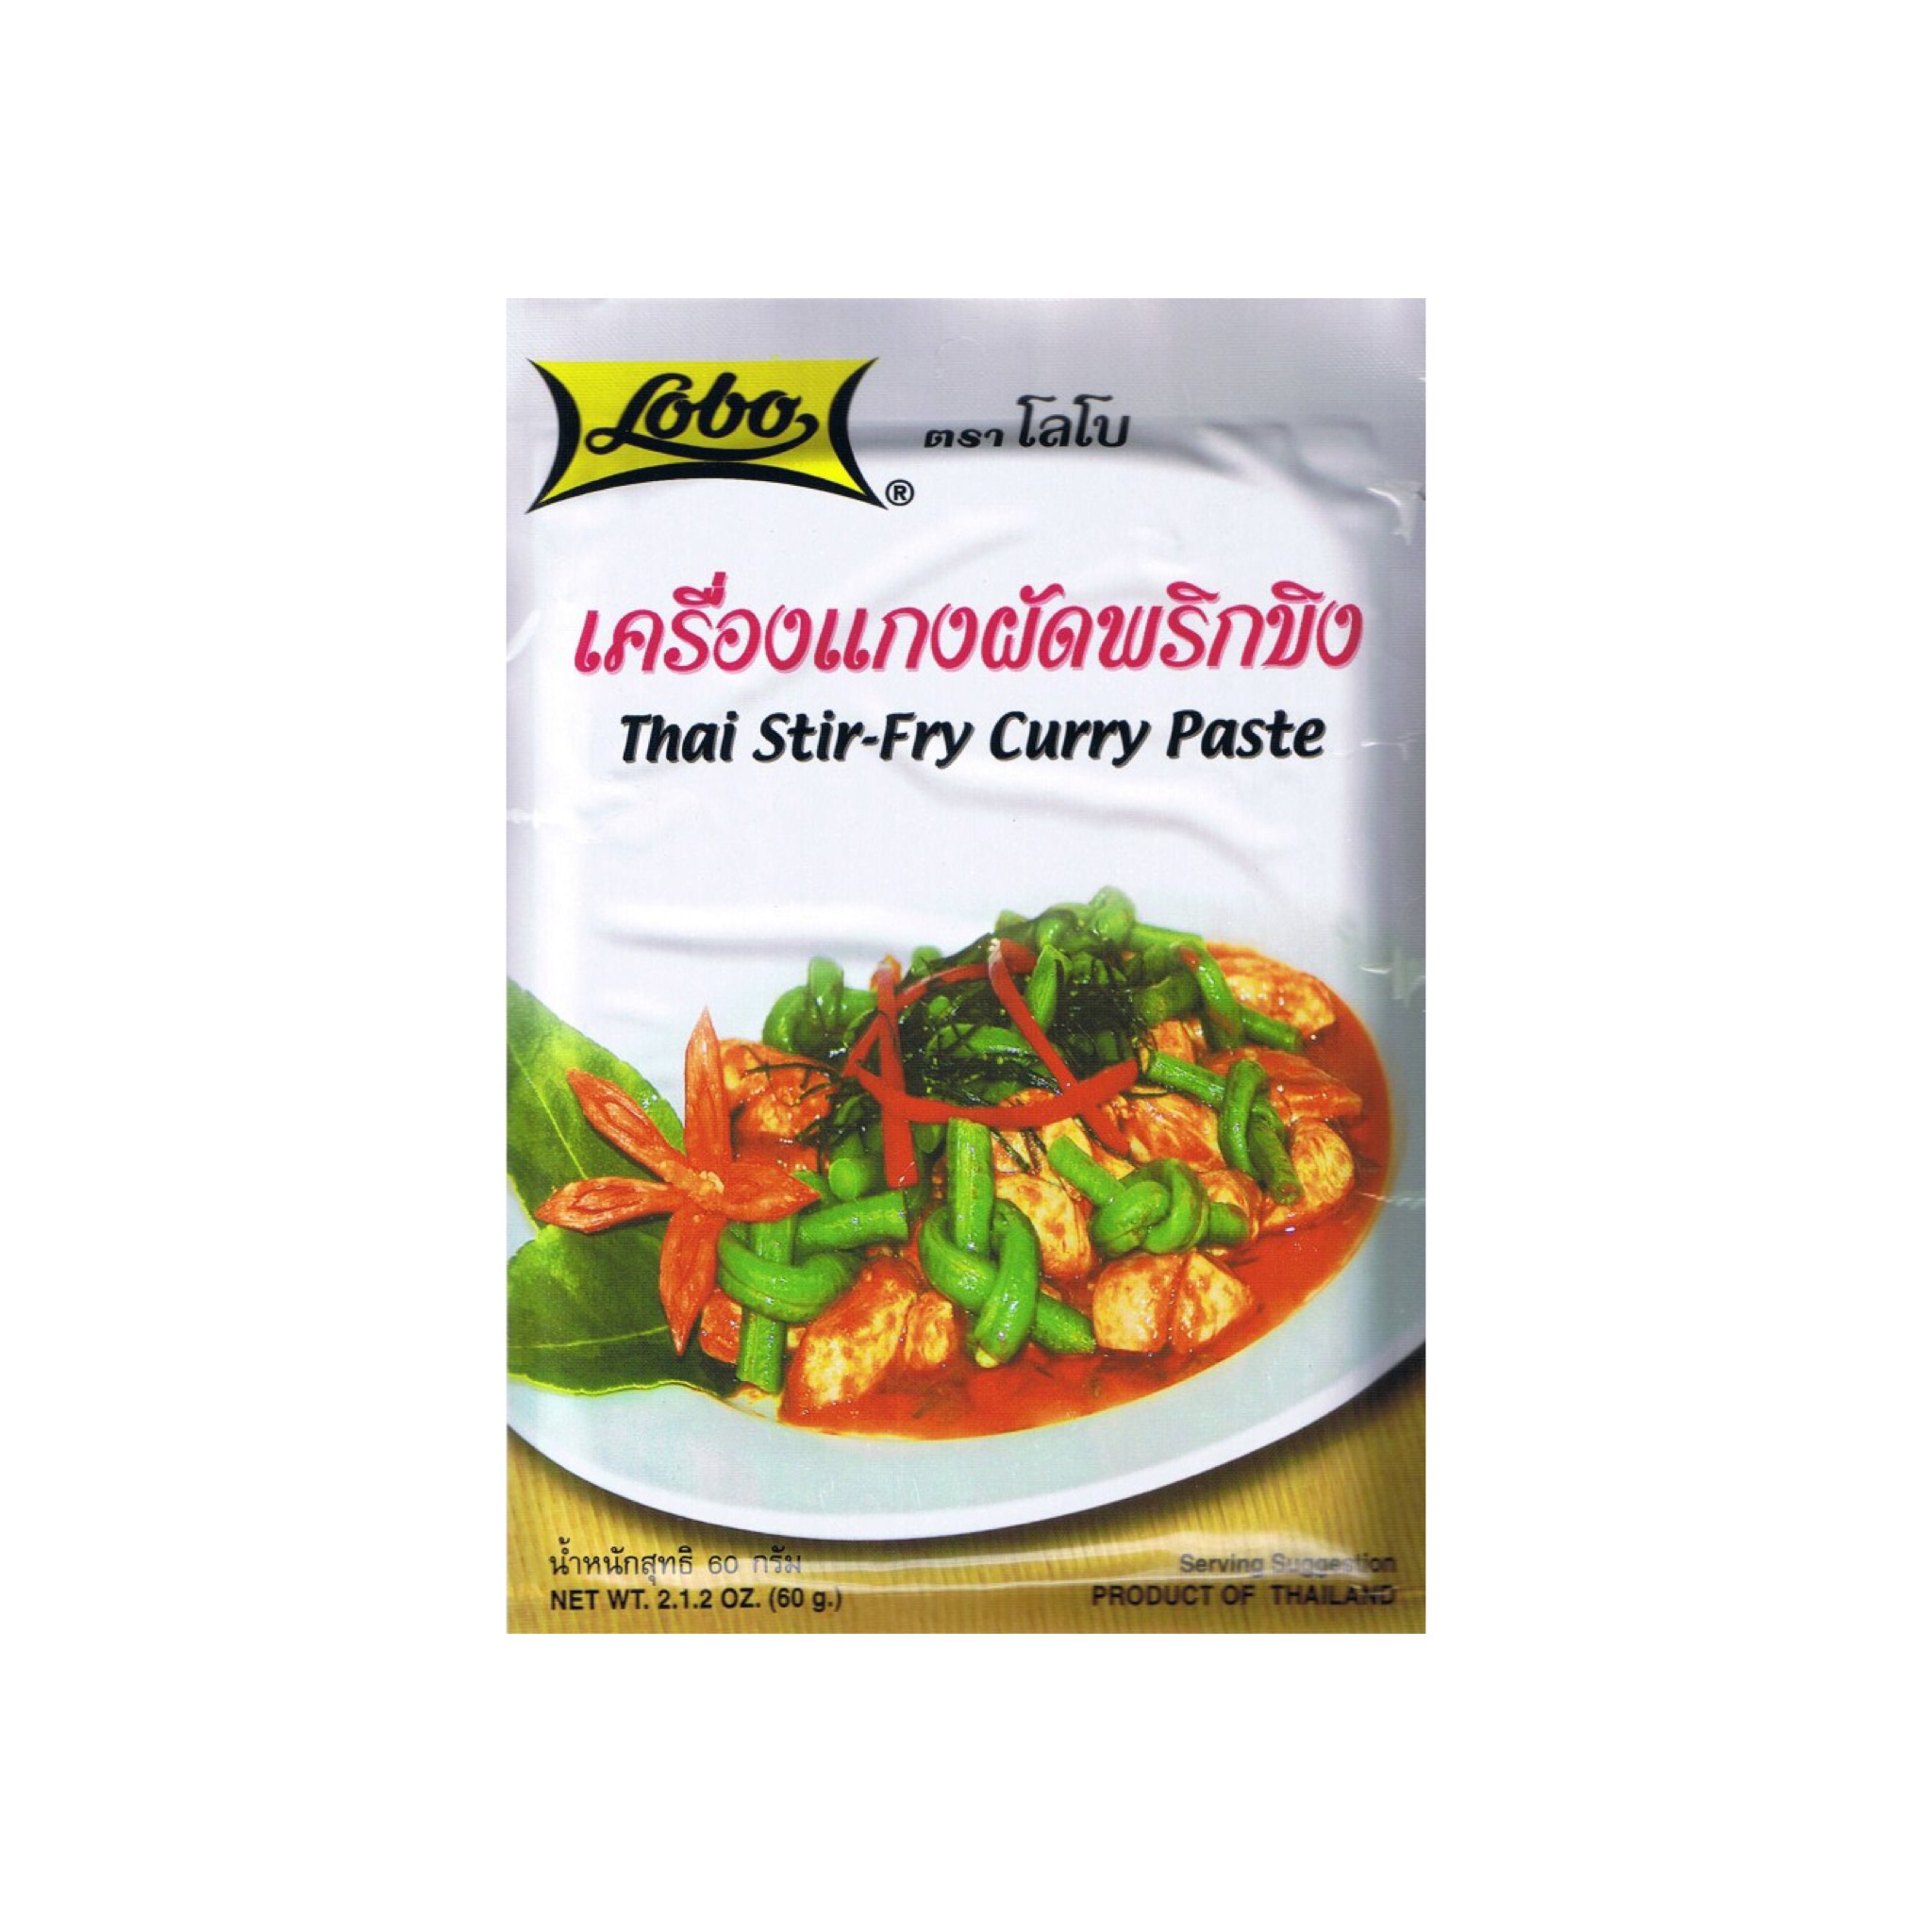 Lobo
®
ตรา โลโบ
เครื่องแกงผัดพริกขิง
Thai Stir-Fry Curry Paste
น้ำหนักสุทธิ 60 กรัม
NET WT. 2.1.2 OZ. (60 g.)
Serving Suggestion
PRODUCT OF THAILAND